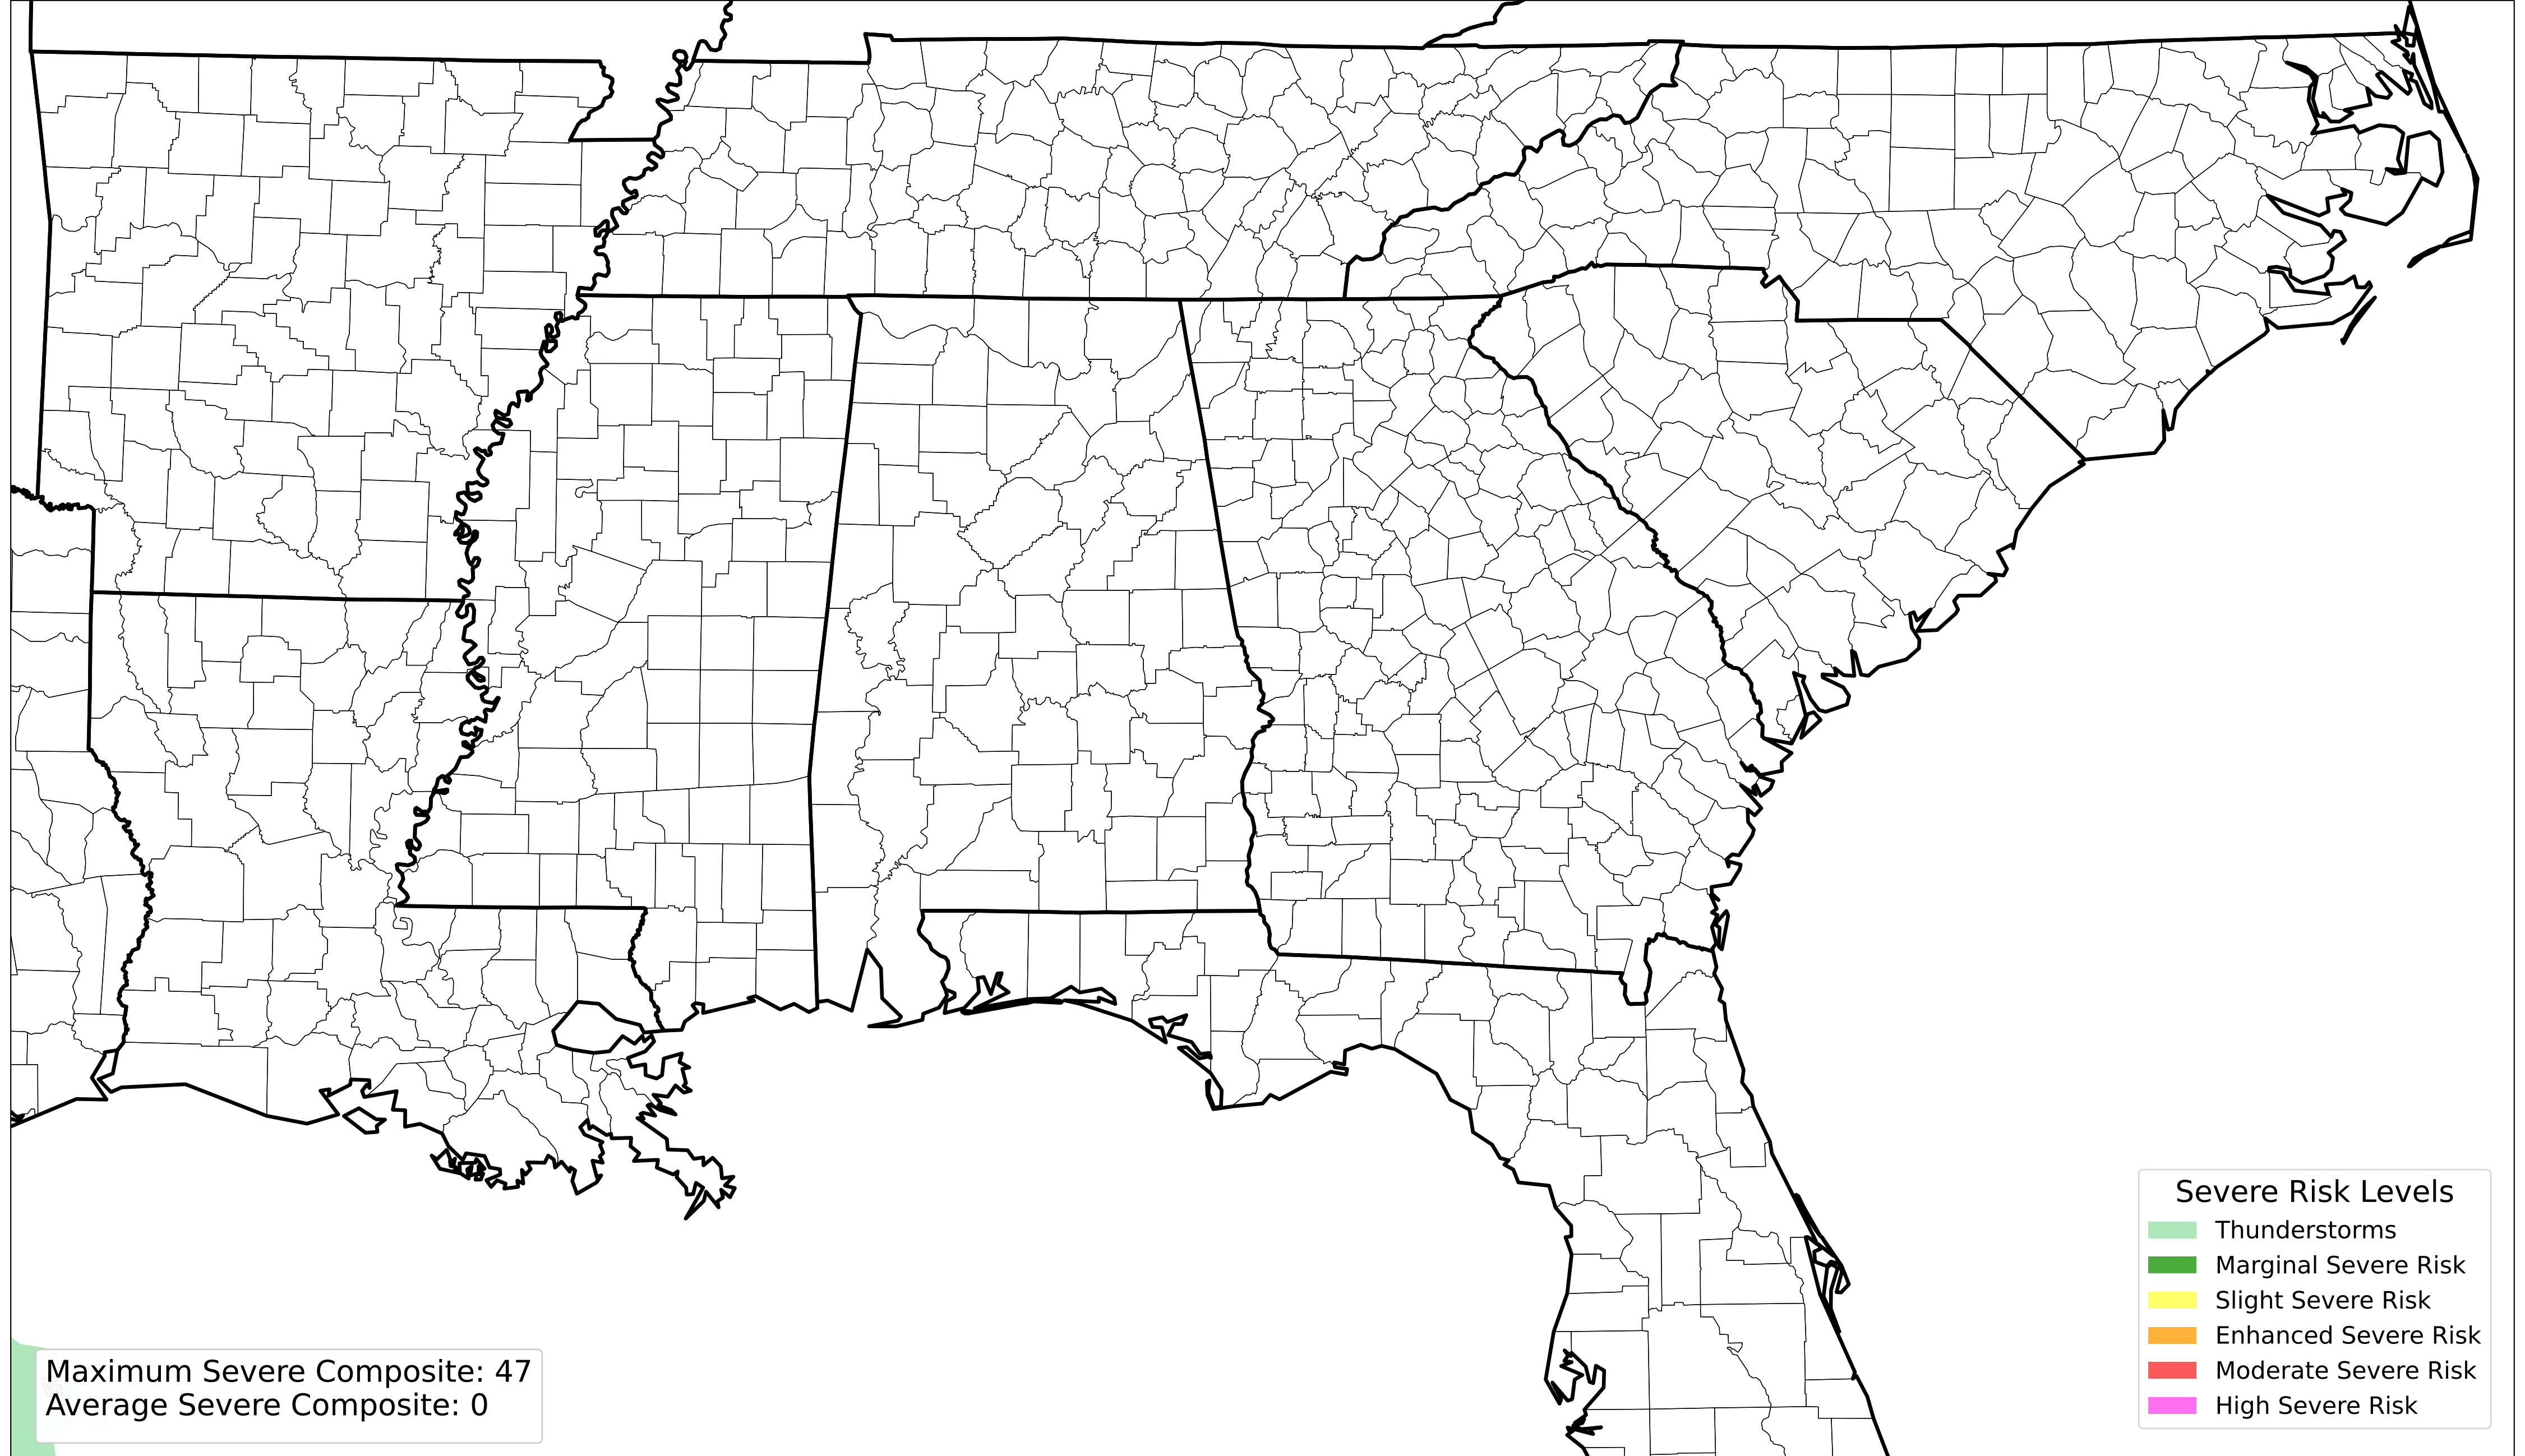 Maximum Severe Composite: 47
Average Severe Composite: 0
Severe Risk Levels
Thunderstorms
Marginal Severe Risk
Slight Severe Risk
Enhanced Severe Risk
Moderate Severe Risk
High Severe Risk